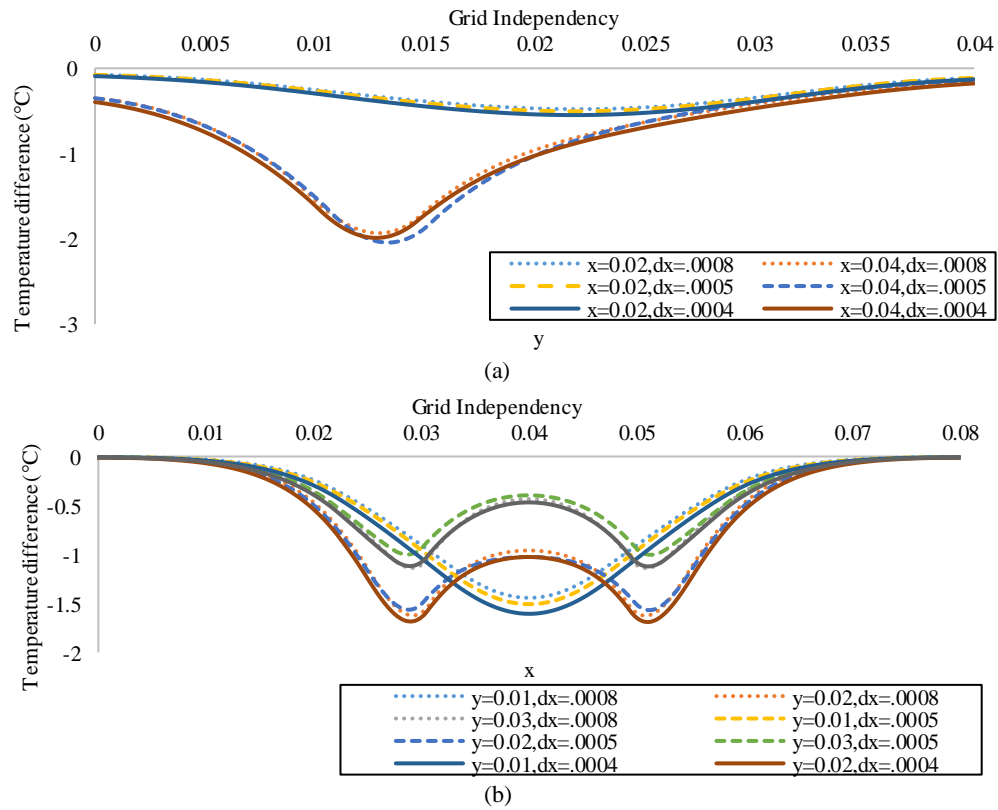 Grid Independency
0 0.005 0.01 0.015 0.02 0.025 0.03 0.035 0.04
0
-1
-2
-3
Temperature difference (°C)
x=0.02,dx=.0008 x=0.04,dx=.0008
x=0.02,dx=.0005 x=0.04,dx=.0005
x=0.02,dx=.0004 x=0.04,dx=.0004
y
(a)
Grid Independency
0 0.01 0.02 0.03 0.04 0.05 0.06 0.07 0.08
0
-0.5
-1
-1.5
-2
Temperature difference (°C)
x
y=0.01,dx=.0008 y=0.02,dx=.0008
y=0.03,dx=.0008 y=0.01,dx=.0005
y=0.02,dx=.0005 y=0.03,dx=.0005
y=0.01,dx=.0004 y=0.02,dx=.0004
(b)